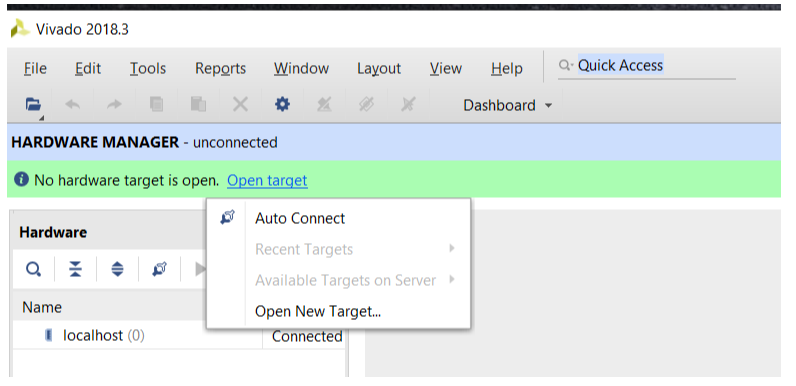 Vivado 2018.3
File Edit Tools Reports Window Layout View Help Quick Access
Dashboard
HARDWARE MANAGER - unconnected
No hardware target is open. Open target
Auto Connect
Recent Targets
Available Targets on Server
Open New Target...
Hardware
Name
localhost (0) Connected